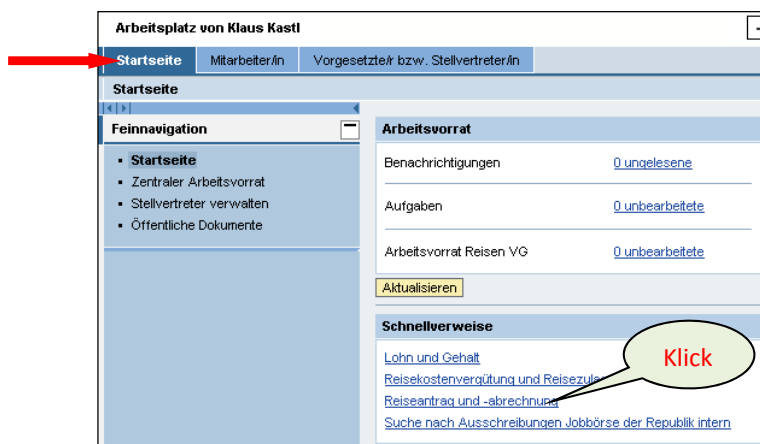 Arbeitsplatz von Klaus Kastl
Startseite Mitarbeiter/in Vorgesetzte/r bzw. Stellvertreter/in
Startseite
Feinnavigation
Startseite
Zentraler Arbeitsvorrat
Stellvertreter verwalten
Öffentliche Dokumente
Arbeitsvorrat
Benachrichtigungen 0 ungelesene
Aufgaben 0 unbearbeitete
Arbeitsvorrat Reisen VG 0 unbearbeitete
Aktualisieren
Schnellverweise
Lohn und Gehalt
Klick
Reisekostenvergütung und
Reiseantrag und -abrechnung
Suche nach Ausschreibungen Jobbörse der Republik intern